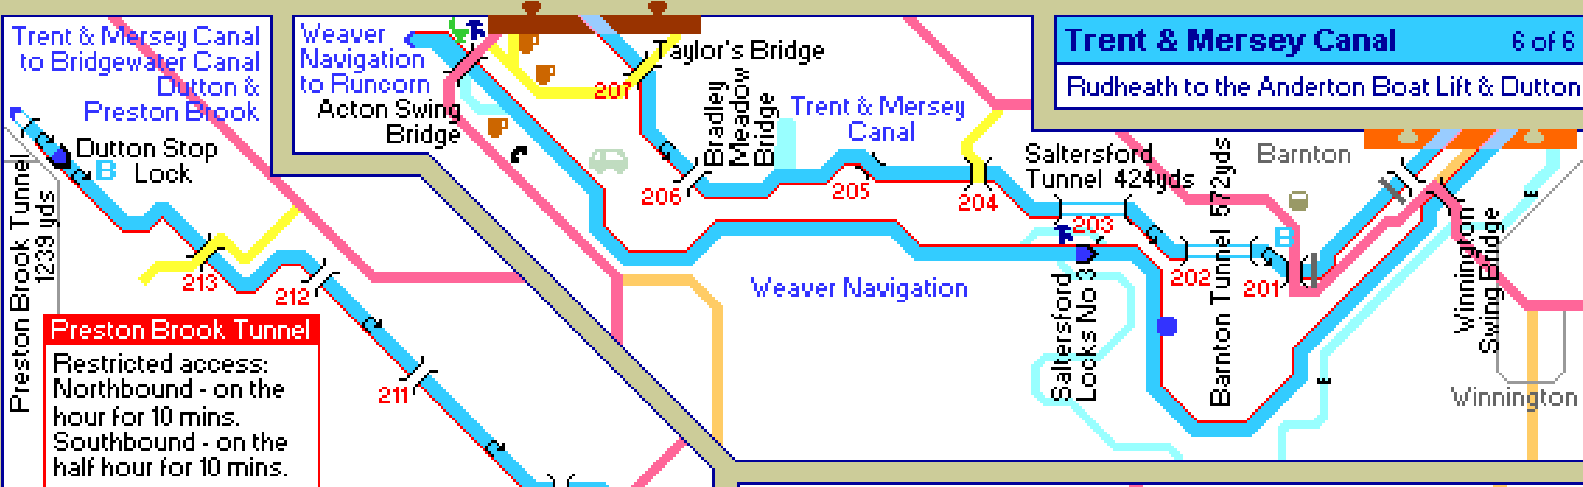 Trent & Mersey Canal
to Bridgewater Canal
Dutton &
Preston Brook
Dutton Stop
Lock
B
Preston Brook Tunnel
1239 yds
213
212
211
Preston Brook Tunnel
Restricted access:
Northbound - on the
hour for 10 mins.
Southbound - on the
half hour for 10 mins.
Weaver
Navigation
to Runcorn
Acton Swing
Bridge
Taylor's Bridge
207
Bradley
Meadow
Bridge
206
Trent & Mersey
Canal
205
204
Saltersford
Tunnel 424yds
203
202
Barnton Tunnel 572yds
B
201
Barnton
Weaver Navigation
Saltersford
Locks No 3
Winnington
Swing Bridge
E
E
Winnington
Trent & Mersey Canal
6 of 6
Rudheath to the Anderton Boat Lift & Dutton